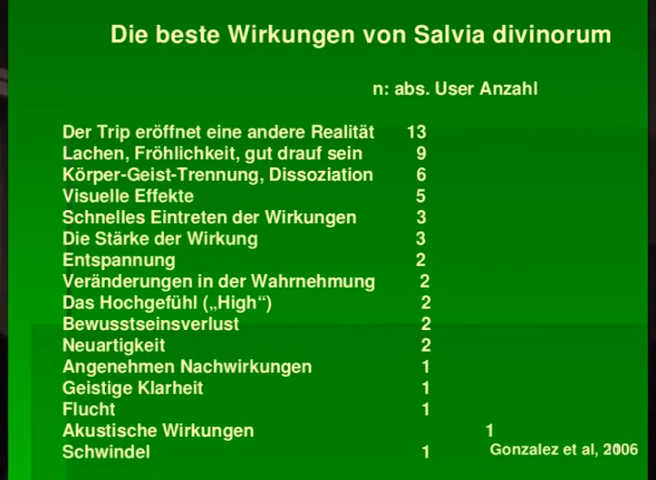 Die beste Wirkungen von Salvia divinorum
n: abs. User Anzahl
Der Trip eröffnet eine andere Realität 13
Lachen, Fröhlichkeit, gut drauf sein 9
Körper-Geist-Trennung, Dissoziation 6
Visuelle Effekte 5
Schnelles Eintreten der Wirkungen 3
Die Stärke der Wirkung 3
Entspannung 2
Veränderungen in der Wahrnehmung 2
Das Hochgefühl („High“) 2
Bewusstseinsverlust 2
Neuartigkeit 2
Angenehmen Nachwirkungen 1
Geistige Klarheit 1
Flucht 1
Akustische Wirkungen 1
Schwindel 1
Gonzalez et al,